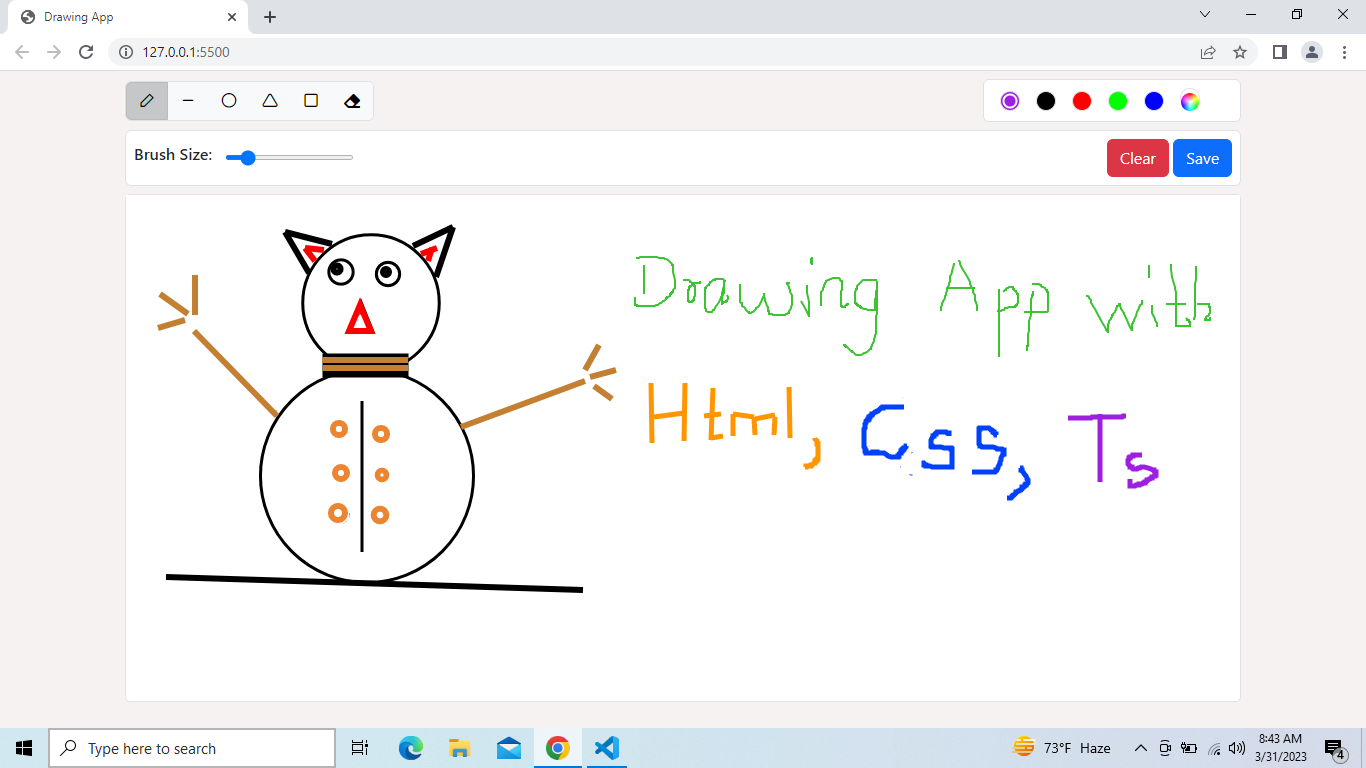 Drawing App
127.0.0.1:5500
Brush Size:
Clear Save
Drawing App with
Html, Css, Ts
Type here to search
73°F Haze
8:43 AM
3/31/2023
4